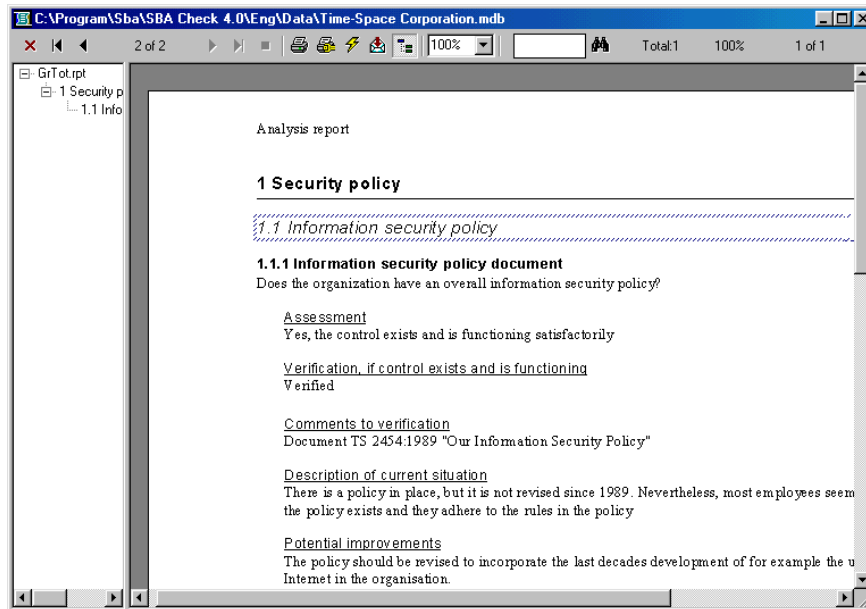 C:\Program\Sba\SBA Check 4.0\Eng\Data\Time-Space Corporation.mdb
2 of 2 100% Total:1 100% 1 of 1
GrTot.rpt
1 Security p
1.1 Info
Analysis report
1 Security policy
1.1 Information security policy
1.1.1 Information security policy document
Does the organization have an overall information security policy?
Assessment
Yes, the control exists and is functioning satisfactorily
Verification, if control exists and is functioning
Verified
Comments to verification
Document TS 2454:1989 "Our Information Security Policy"
Description of current situation
There is a policy in place, but it is not revised since 1989. Nevertheless, most employees seem
the policy exists and they adhere to the rules in the policy
Potential improvements
The policy should be revised to incorporate the last decades development of for example the u
Internet in the organisation.